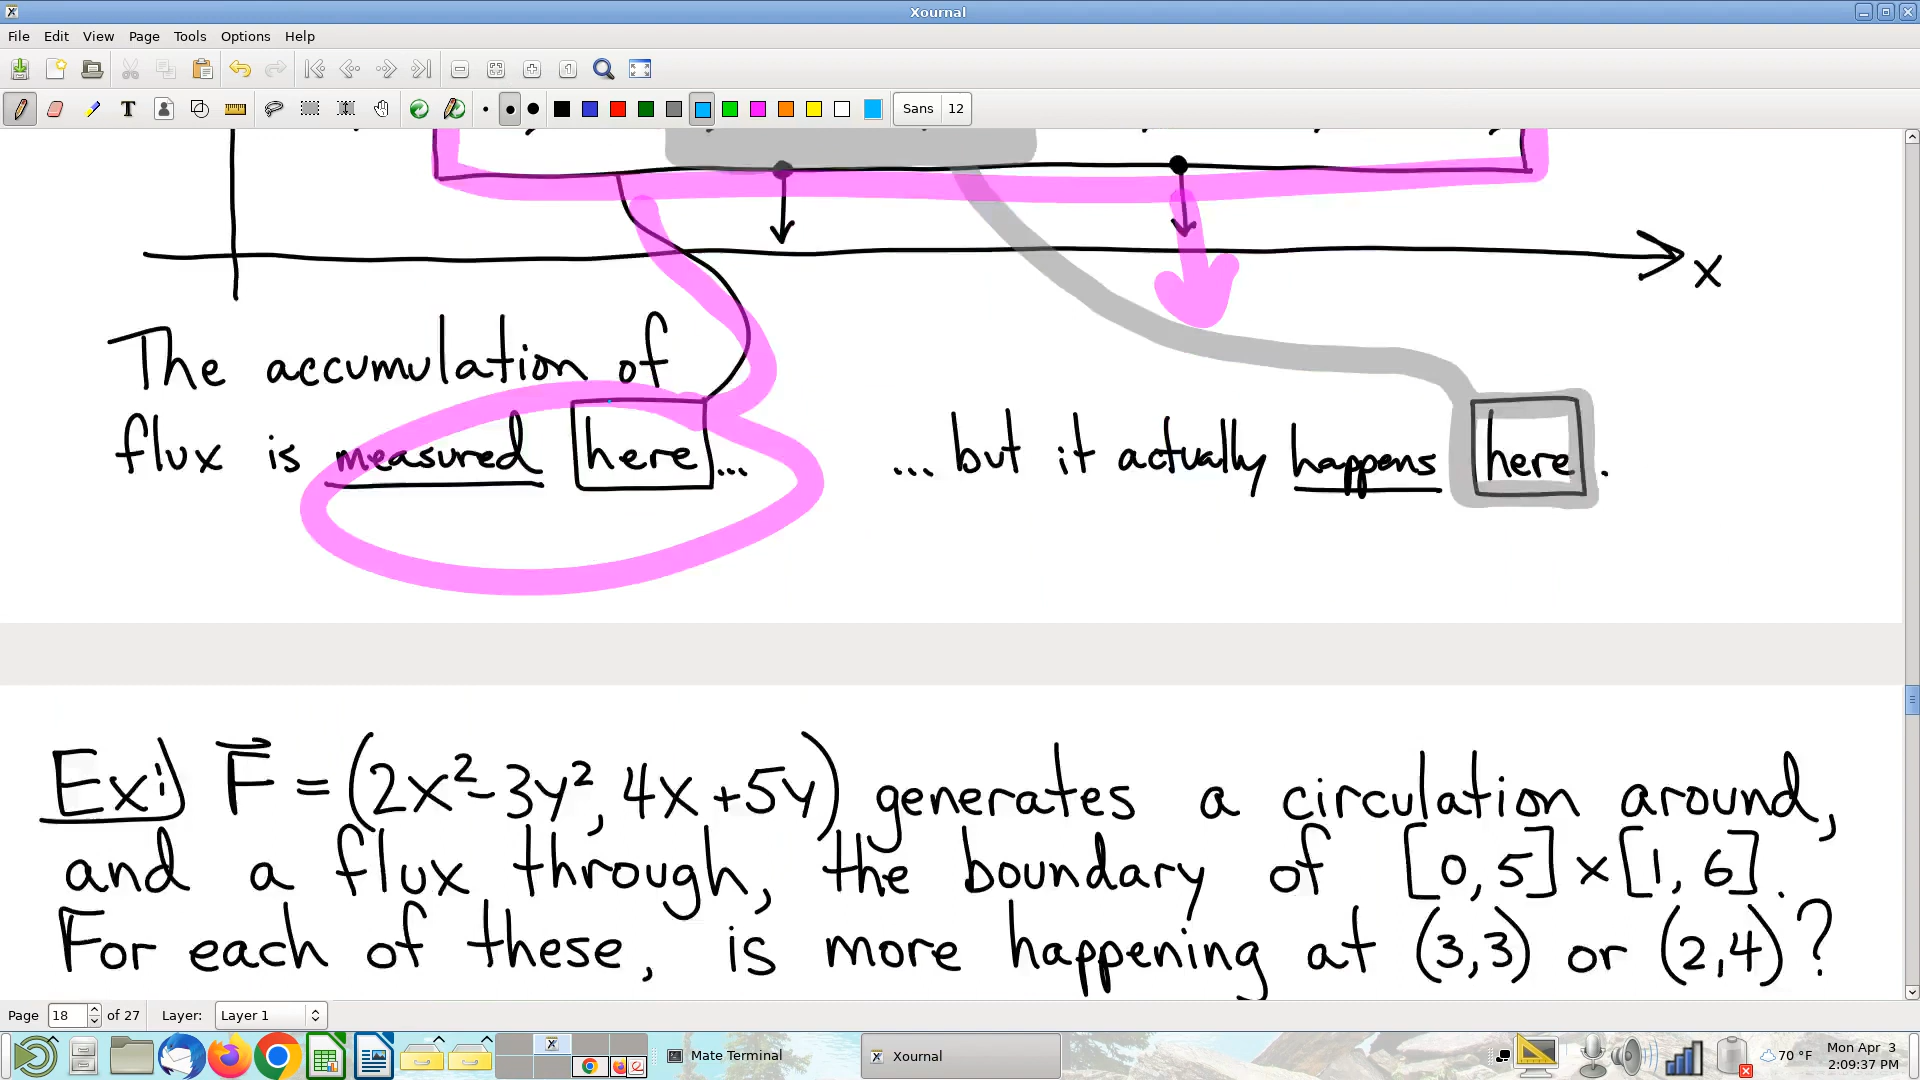 Xournal
File Edit View Page Tools Options Help
Sans 12
x
The accumulation of
flux is measured here...
...but it actually happens here.
Ex:) F = (2x²-3y², 4x+5y) generates a circulation around,
and a flux through, the boundary of [0,5]×[1,6].
For each of these, is more happening at (3,3) or (2,4)?
Page 18 of 27 Layer: Layer 1
Mate Terminal
Xournal
70 °F
Mon Apr 3
2:09:37 PM